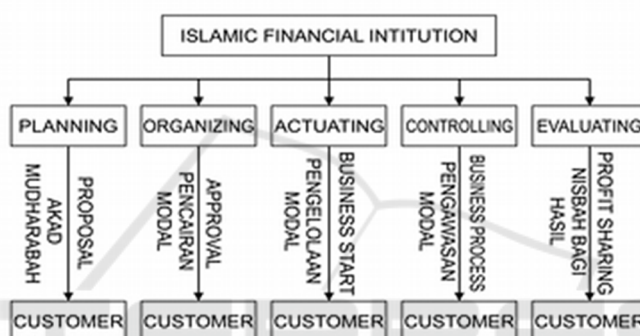 ISLAMIC FINANCIAL INTITUTION
PLANNING
ORGANIZING
ACTUATING
CONTROLLING
EVALUATING
AKAD
MUDHARABAH
PROPOSAL
PENCAIRAN
MODAL
APPROVAL
PENGELOLAAN
MODAL
BUSINESS START
PENGAWASAN
MODAL
BUSINESS PROCESS
NISBAH BAGI
HASIL
PROFIT SHARING
CUSTOMER
CUSTOMER
CUSTOMER
CUSTOMER
CUSTOMER